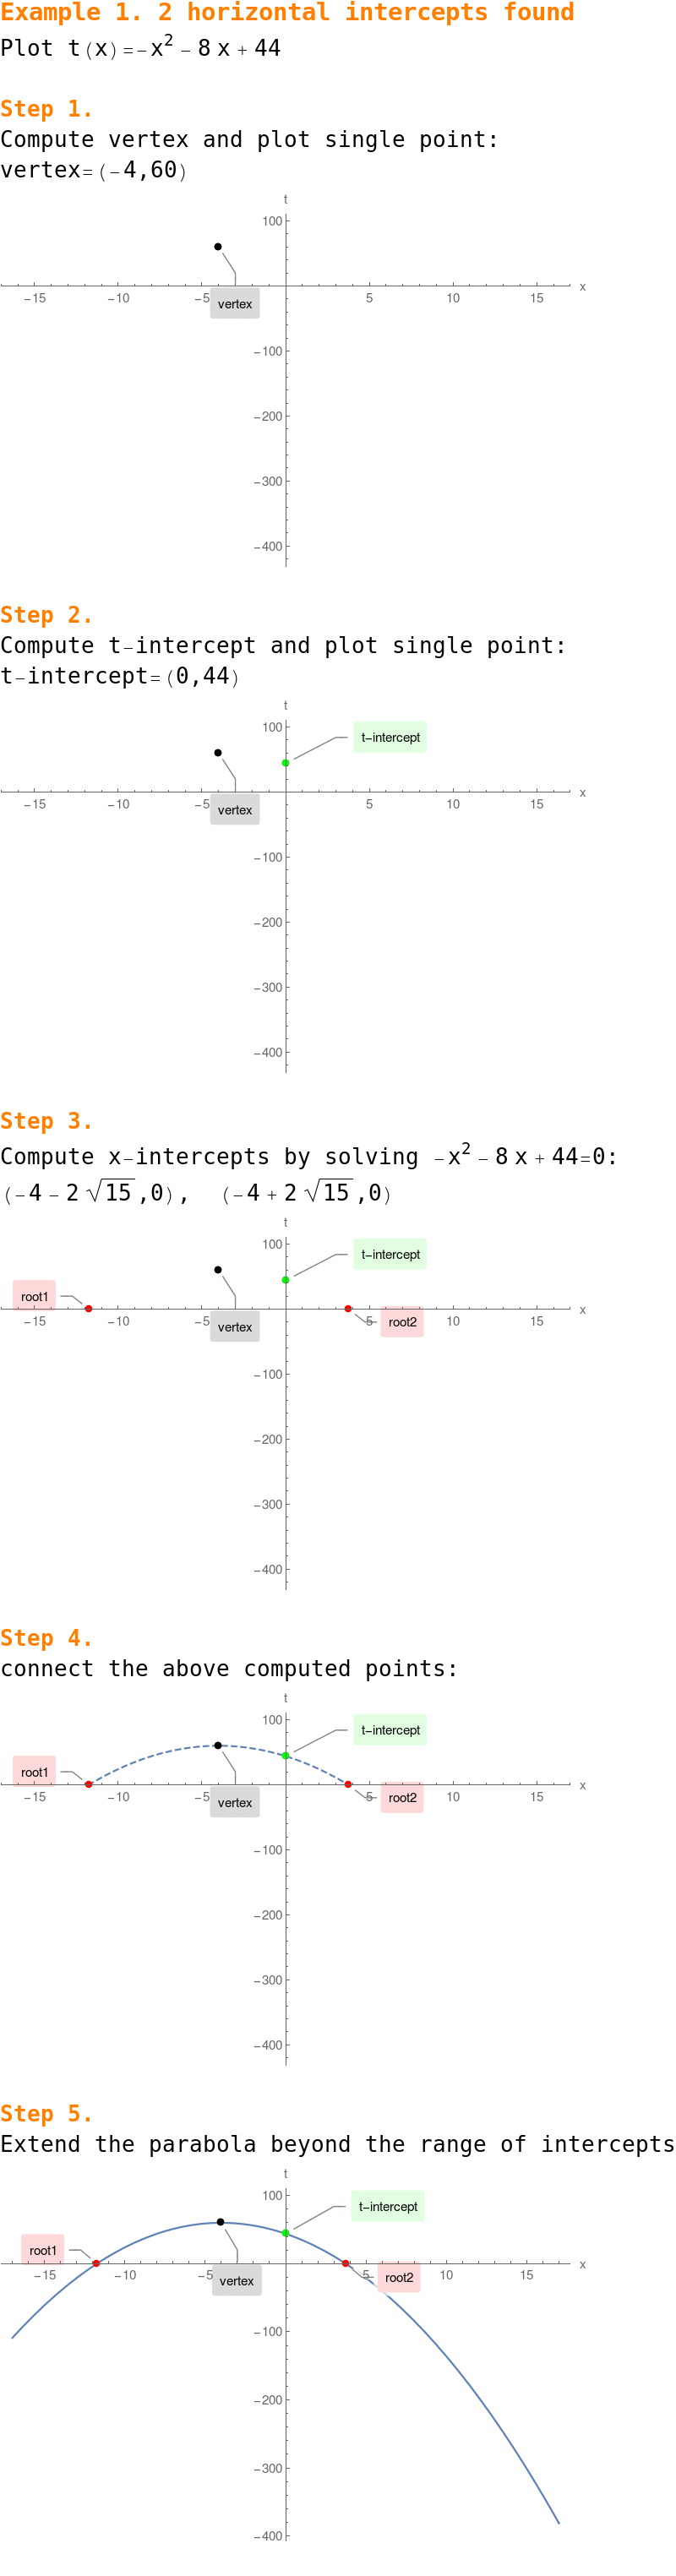 Example 1. 2 horizontal intercepts found
Plot t(x)=-x² - 8 x + 44
Step 1.
Compute vertex and plot single point:
vertex=(-4,60)
t
100
vertex
-15 -10 -5 5 10 15 x
-100
-200
-300
-400
Step 2.
Compute t-intercept and plot single point:
t-intercept=(0,44)
t
100
t-intercept
vertex
-15 -10 -5 5 10 15 x
-100
-200
-300
-400
Step 3.
Compute x-intercepts by solving -x² - 8 x + 44=0:
(-4 - 2 √15,0), (-4 + 2 √15,0)
t
100
t-intercept
root1
vertex
root2
-15 -10 -5 5 10 15 x
-100
-200
-300
-400
Step 4.
connect the above computed points:
t
100
t-intercept
root1
vertex
root2
-15 -10 -5 5 10 15 x
-100
-200
-300
-400
Step 5.
Extend the parabola beyond the range of intercepts
t
100
t-intercept
root1
vertex
root2
-15 -10 -5 5 10 15 x
-100
-200
-300
-400